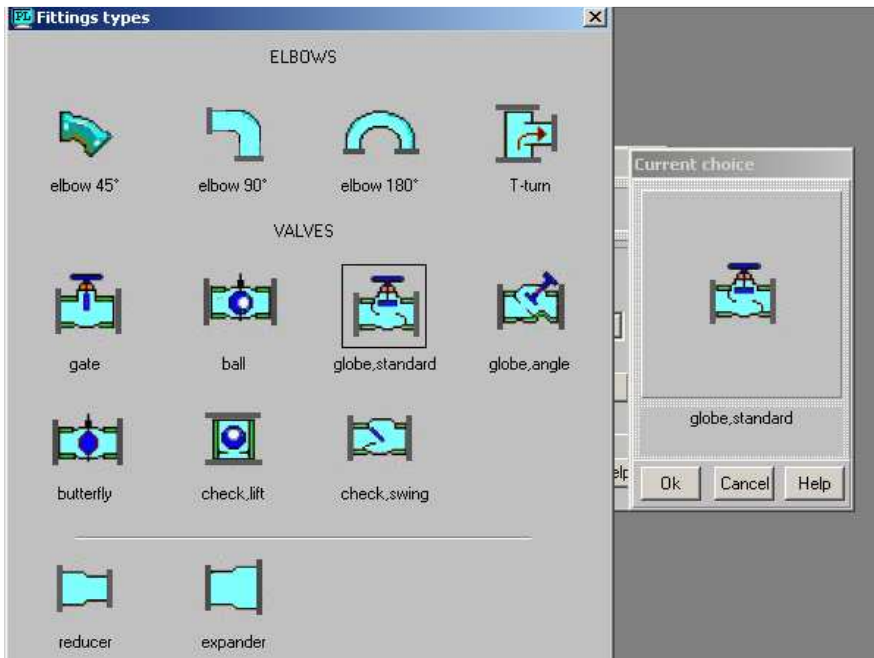 PL Fittings types
ELBOWS
elbow 45° elbow 90° elbow 180° T-turn
Current choice
VALVES
gate ball globe,standard globe,angle
globe,standard
butterfly check,lift check,swing
Ok Cancel Help
reducer expander